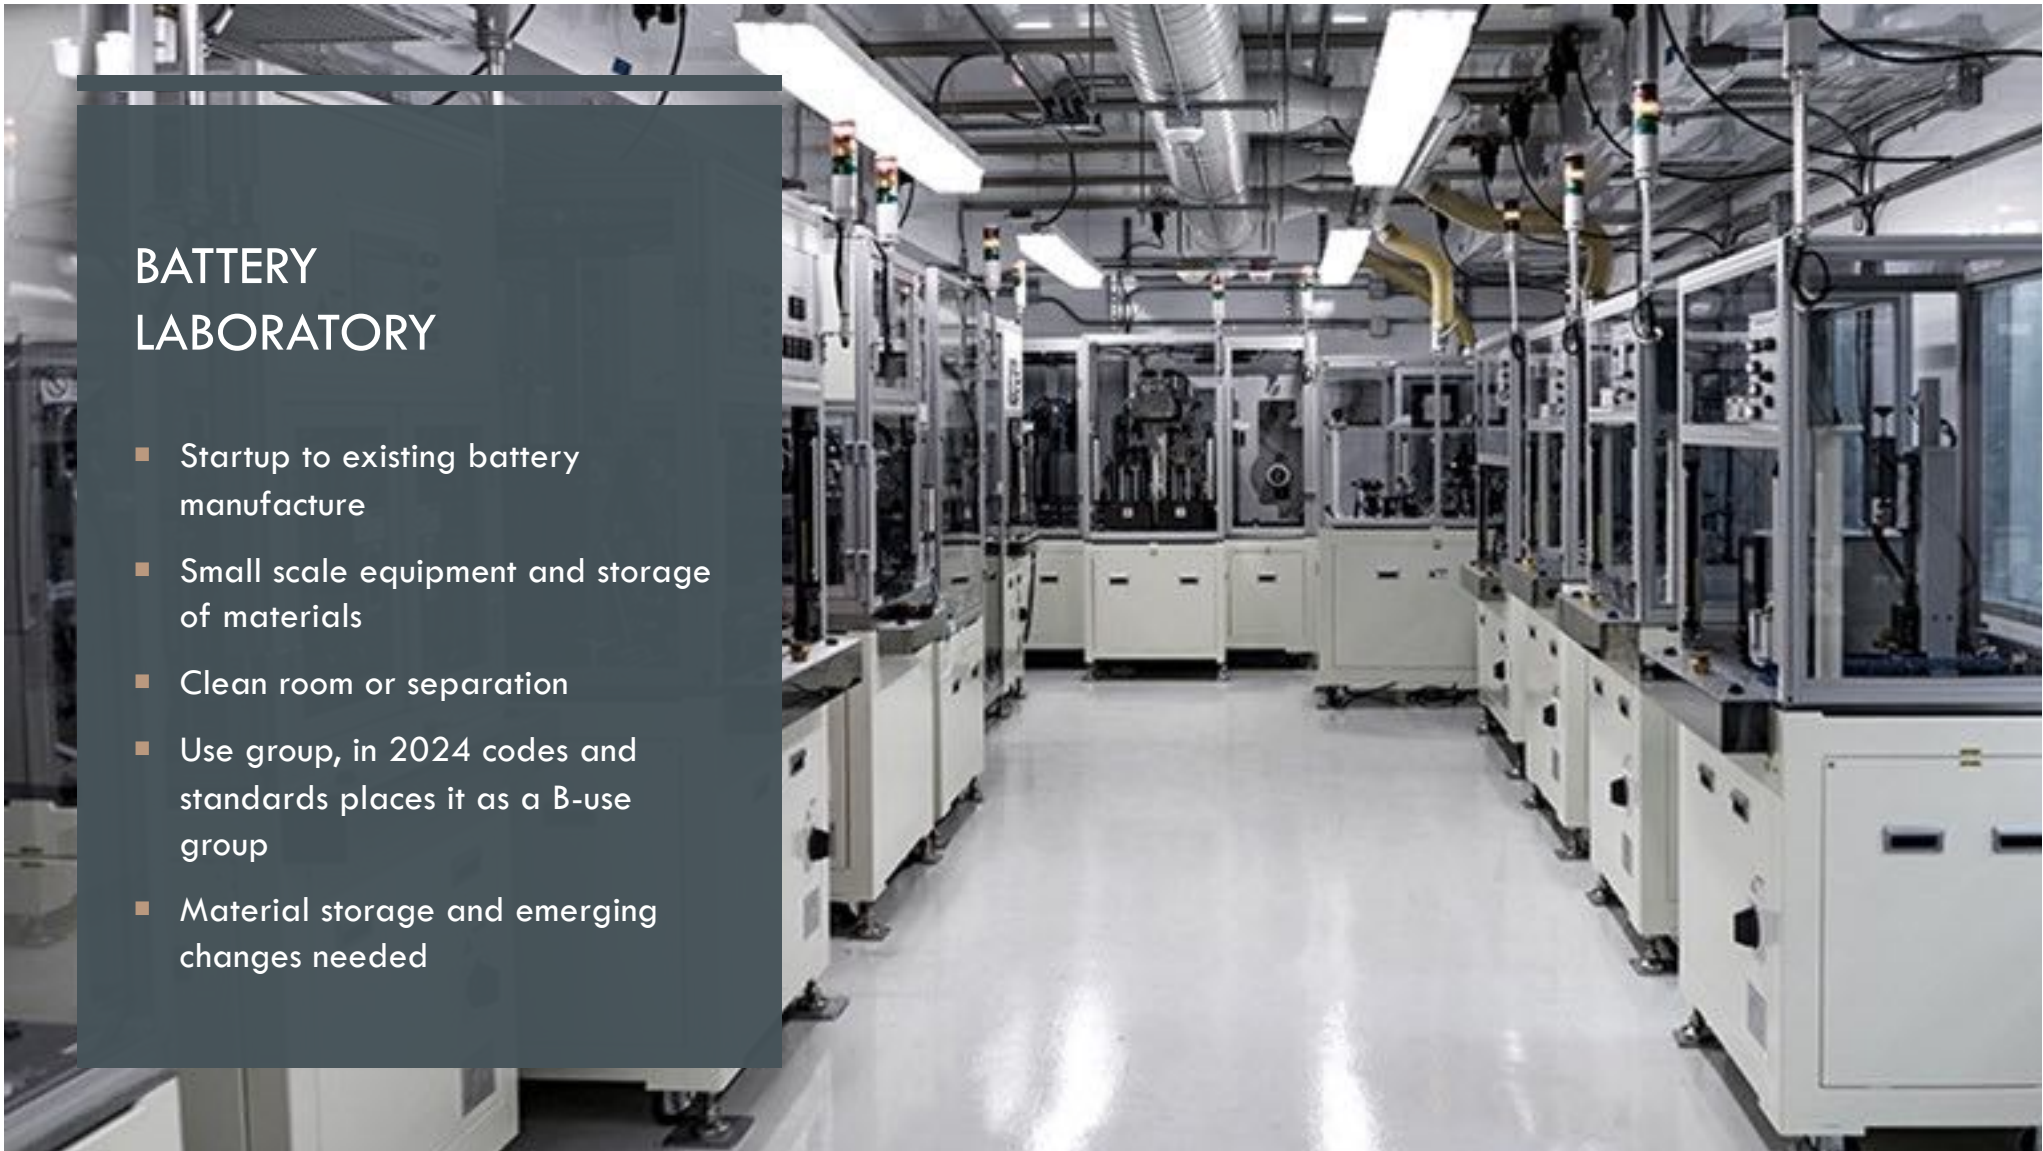 BATTERY
LABORATORY
▪ Startup to existing battery
manufacture
▪ Small scale equipment and storage
of materials
▪ Clean room or separation
▪ Use group, in 2024 codes and
standards places it as a B-use
group
▪ Material storage and emerging
changes needed